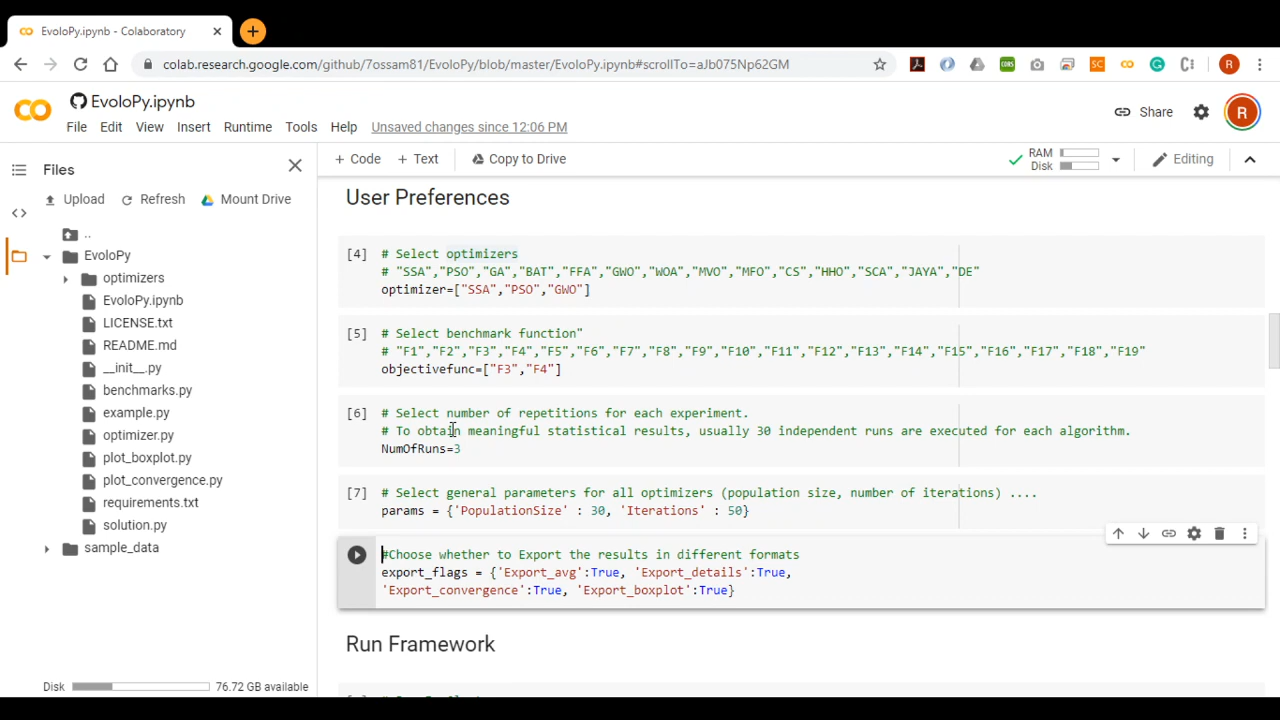 EvoloPy.ipynb - Colaboratory
colab.research.google.com/github/7ossam81/EvoloPy/blob/master/EvoloPy.ipynb#scrollTo=aJb075Np62GM
EvoloPy.ipynb
File Edit View Insert Runtime Tools Help Unsaved changes since 12:06 PM
Share
R
Files
Upload Refresh Mount Drive
..
EvoloPy
optimizers
EvoloPy.ipynb
LICENSE.txt
README.md
__init__.py
benchmarks.py
example.py
optimizer.py
plot_boxplot.py
plot_convergence.py
requirements.txt
solution.py
sample_data
Disk 76.72 GB available
+ Code + Text Copy to Drive
RAM
Disk
Editing
User Preferences
[4] # Select optimizers
# "SSA","PSO","GA","BAT","FFA","GWO","WOA","MVO","MFO","CS","HHO","SCA","JAYA","DE"
optimizer=["SSA","PSO","GWO"]
[5] # Select benchmark function"
# "F1","F2","F3","F4","F5","F6","F7","F8","F9","F10","F11","F12","F13","F14","F15","F16","F17","F18","F19"
objectivefunc=["F3","F4"]
[6] # Select number of repetitions for each experiment.
# To obtain meaningful statistical results, usually 30 independent runs are executed for each algorithm.
NumOfRuns=3
[7] # Select general parameters for all optimizers (population size, number of iterations) ....
params = {'PopulationSize' : 30, 'Iterations' : 50}
#Choose whether to Export the results in different formats
export_flags = {'Export_avg':True, 'Export_details':True,
'Export_convergence':True, 'Export_boxplot':True}
Run Framework